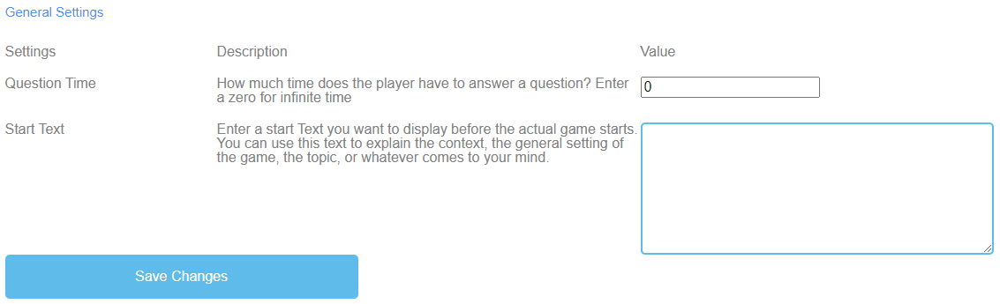 General Settings
Settings Description Value
Question Time How much time does the player have to answer a question? Enter 0
a zero for infinite time
Start Text Enter a start Text you want to display before the actual game starts.
You can use this text to explain the context, the general setting of
the game, the topic, or whatever comes to your mind.
Save Changes